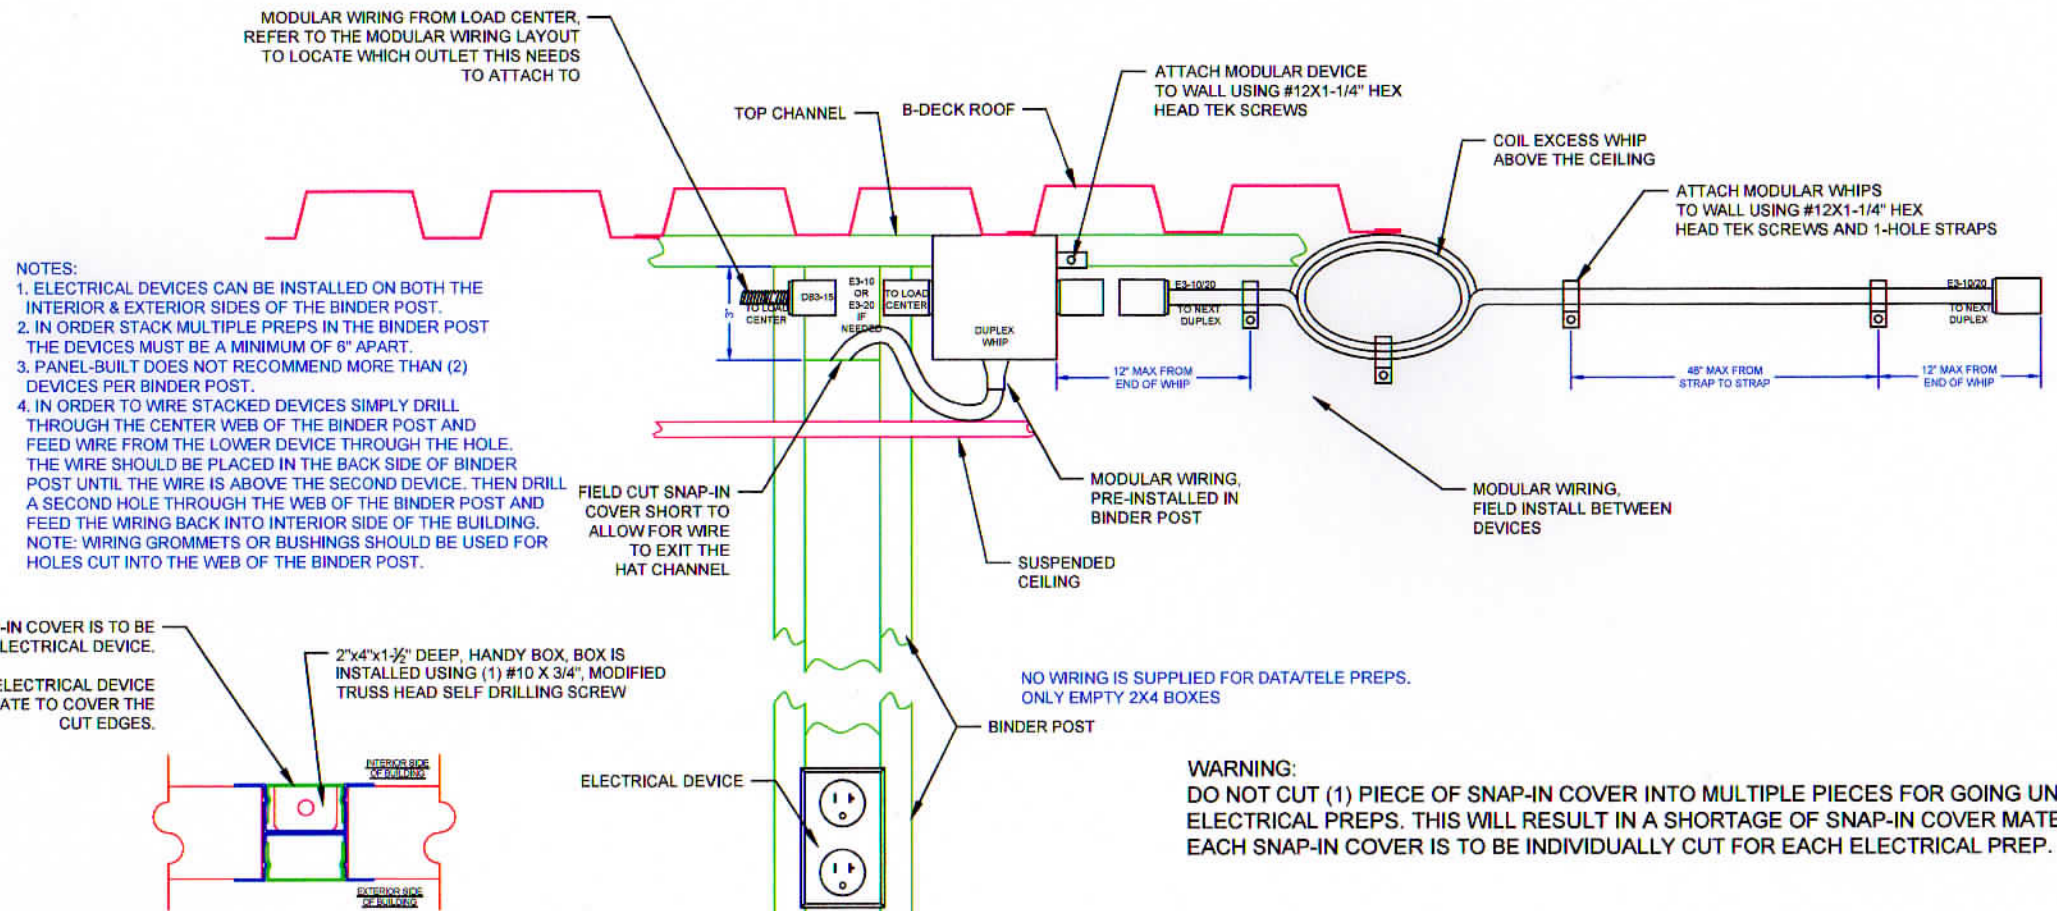 MODULAR WIRING FROM LOAD CENTER,
REFER TO THE MODULAR WIRING LAYOUT
TO LOCATE WHICH OUTLET THIS NEEDS
TO ATTACH TO
TOP CHANNEL
B-DECK ROOF
ATTACH MODULAR DEVICE
TO WALL USING #12X1-1/4" HEX
HEAD TEK SCREWS
COIL EXCESS WHIP
ABOVE THE CEILING
ATTACH MODULAR WHIPS
TO WALL USING #12X1-1/4" HEX
HEAD TEK SCREWS AND 1-HOLE STRAPS
NOTES:
1. ELECTRICAL DEVICES CAN BE INSTALLED ON BOTH THE
INTERIOR & EXTERIOR SIDES OF THE BINDER POST.
2. IN ORDER STACK MULTIPLE PREPS IN THE BINDER POST
THE DEVICES MUST BE A MINIMUM OF 6" APART.
3. PANEL-BUILT DOES NOT RECOMMEND MORE THAN (2)
DEVICES PER BINDER POST.
4. IN ORDER TO WIRE STACKED DEVICES SIMPLY DRILL
THROUGH THE CENTER WEB OF THE BINDER POST AND
FEED WIRE FROM THE LOWER DEVICE THROUGH THE HOLE.
THE WIRE SHOULD BE PLACED IN THE BACK SIDE OF BINDER
POST UNTIL THE WIRE IS ABOVE THE SECOND DEVICE. THEN DRILL
A SECOND HOLE THROUGH THE WEB OF THE BINDER POST AND
FEED THE WIRING BACK INTO INTERIOR SIDE OF THE BUILDING.
NOTE: WIRING GROMMETS OR BUSHINGS SHOULD BE USED FOR
HOLES CUT INTO THE WEB OF THE BINDER POST.
3"
TO LOAD
CENTER
DB3-15
E3-10
OR
E3-20
IF
NEEDED
TO LOAD
CENTER
DUPLEX
WHIP
E3-10/20
TO NEXT
DUPLEX
E3-10/20
TO NEXT
DUPLEX
12" MAX FROM
END OF WHIP
48" MAX FROM
STRAP TO STRAP
12" MAX FROM
END OF WHIP
FIELD CUT SNAP-IN
COVER SHORT TO
ALLOW FOR WIRE
TO EXIT THE
HAT CHANNEL
MODULAR WIRING,
PRE-INSTALLED IN
BINDER POST
SUSPENDED
CEILING
MODULAR WIRING,
FIELD INSTALL BETWEEN
DEVICES
-IN COVER IS TO BE
ELECTRICAL DEVICE.
ELECTRICAL DEVICE
ATE TO COVER THE
CUT EDGES.
2"x4"x1-½" DEEP, HANDY BOX, BOX IS
INSTALLED USING (1) #10 X 3/4", MODIFIED
TRUSS HEAD SELF DRILLING SCREW
NO WIRING IS SUPPLIED FOR DATA/TELE PREPS.
ONLY EMPTY 2X4 BOXES
BINDER POST
ELECTRICAL DEVICE
INTERIOR SIDE
OF BUILDING
EXTERIOR SIDE
OF BUILDING
WARNING:
DO NOT CUT (1) PIECE OF SNAP-IN COVER INTO MULTIPLE PIECES FOR GOING UN
ELECTRICAL PREPS. THIS WILL RESULT IN A SHORTAGE OF SNAP-IN COVER MATE
EACH SNAP-IN COVER IS TO BE INDIVIDUALLY CUT FOR EACH ELECTRICAL PREP.